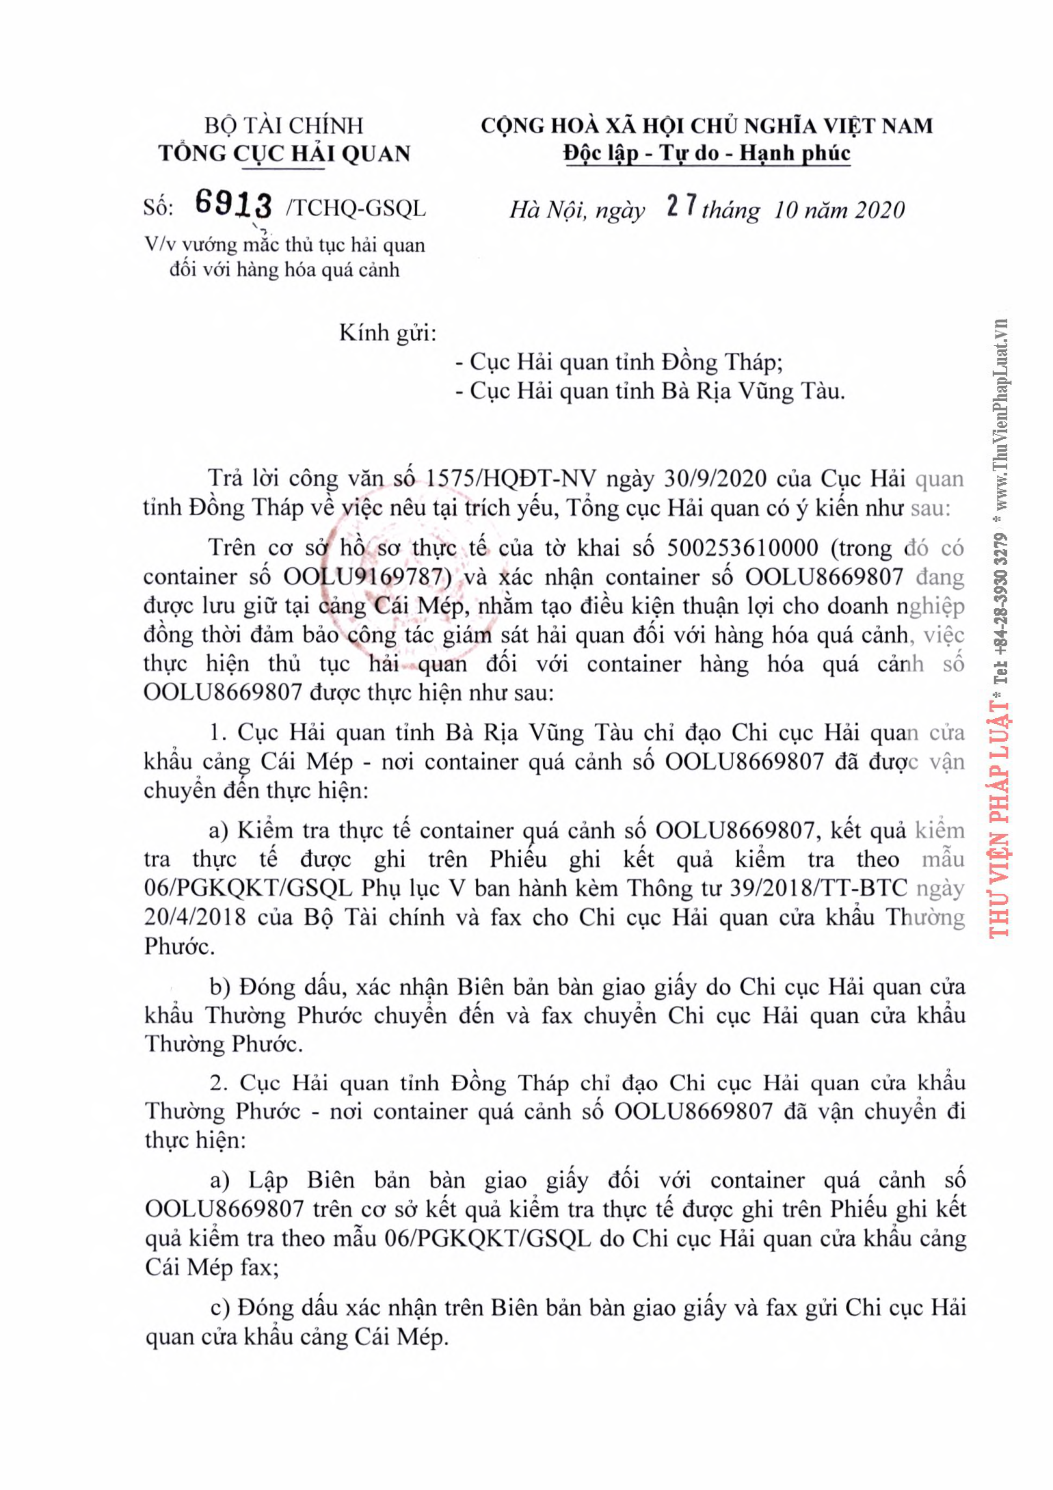 BỘ TÀI CHÍNH
TỔNG CỤC HẢI QUAN
CỘNG HOÀ XÃ HỘI CHỦ NGHĨA VIỆT NAM
Độc lập - Tự do - Hạnh phúc
Số: 6913 /TCHQ-GSQL
V/v vướng mắc thủ tục hải quan
đối với hàng hóa quá cảnh
Hà Nội, ngày 27 tháng 10 năm 2020
Kính gửi:
- Cục Hải quan tỉnh Đồng Tháp;
- Cục Hải quan tỉnh Bà Rịa Vũng Tàu.
Trả lời công văn số 1575/HQĐT-NV ngày 30/9/2020 của Cục Hải quan
tỉnh Đồng Tháp về việc nêu tại trích yếu, Tổng cục Hải quan có ý kiến như sau:
Trên cơ sở hồ sơ thực tế của tờ khai số 500253610000 (trong đó có
container số OOLU9169787) và xác nhận container số OOLU8669807 đang
được lưu giữ tại cảng Cái Mép, nhằm tạo điều kiện thuận lợi cho doanh nghiệp
đồng thời đảm bảo công tác giám sát hải quan đối với hàng hóa quá cảnh, việc
thực hiện thủ tục hải quan đối với container hàng hóa quá cảnh số
OOLU8669807 được thực hiện như sau:
1. Cục Hải quan tỉnh Bà Rịa Vũng Tàu chỉ đạo Chi cục Hải quan cửa
khẩu cảng Cái Mép - nơi container quá cảnh số OOLU8669807 đã được vận
chuyển đến thực hiện:
a) Kiểm tra thực tế container quá cảnh số OOLU8669807, kết quả kiểm
tra thực tế được ghi trên Phiếu ghi kết quả kiểm tra theo mẫu
06/PGKQKT/GSQL Phụ lục V ban hành kèm Thông tư 39/2018/TT-BTC ngày
20/4/2018 của Bộ Tài chính và fax cho Chi cục Hải quan cửa khẩu Thường
Phước.
b) Đóng dấu, xác nhận Biên bản bàn giao giấy do Chi cục Hải quan cửa
khẩu Thường Phước chuyển đến và fax chuyển Chi cục Hải quan cửa khẩu
Thường Phước.
2. Cục Hải quan tỉnh Đồng Tháp chỉ đạo Chi cục Hải quan cửa khẩu
Thường Phước - nơi container quá cảnh số OOLU8669807 đã vận chuyển đi
thực hiện:
a) Lập Biên bản bàn giao giấy đối với container quá cảnh số
OOLU8669807 trên cơ sở kết quả kiểm tra thực tế được ghi trên Phiếu ghi kết
quả kiểm tra theo mẫu 06/PGKQKT/GSQL do Chi cục Hải quan cửa khẩu cảng
Cái Mép fax;
c) Đóng dấu xác nhận trên Biên bản bàn giao giấy và fax gửi Chi cục Hải
quan cửa khẩu cảng Cái Mép.
THƯ VIỆN PHÁP LUẬT * Tel: +84-28-3930 3279 * www.ThuVienPhapLuat.vn